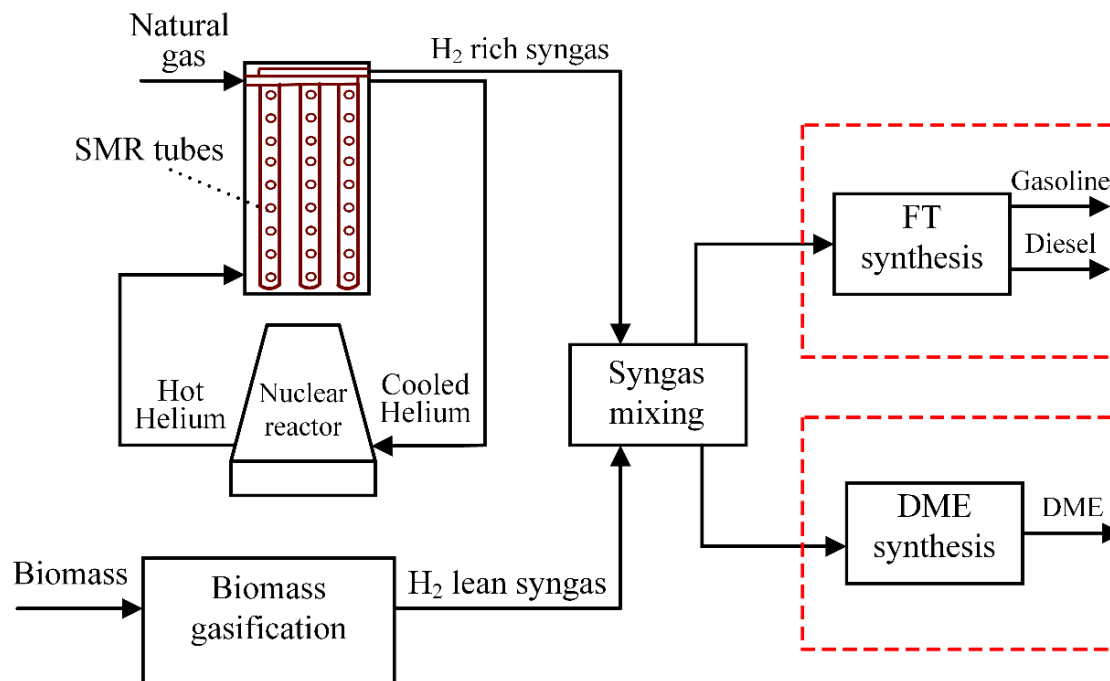 Natural
gas
H₂ rich syngas
SMR tubes
Gasoline
FT
synthesis
Diesel
Hot
Helium
Nuclear
reactor
Cooled
Helium
Syngas
mixing
DME
synthesis
DME
Biomass
Biomass
gasification
H₂ lean syngas